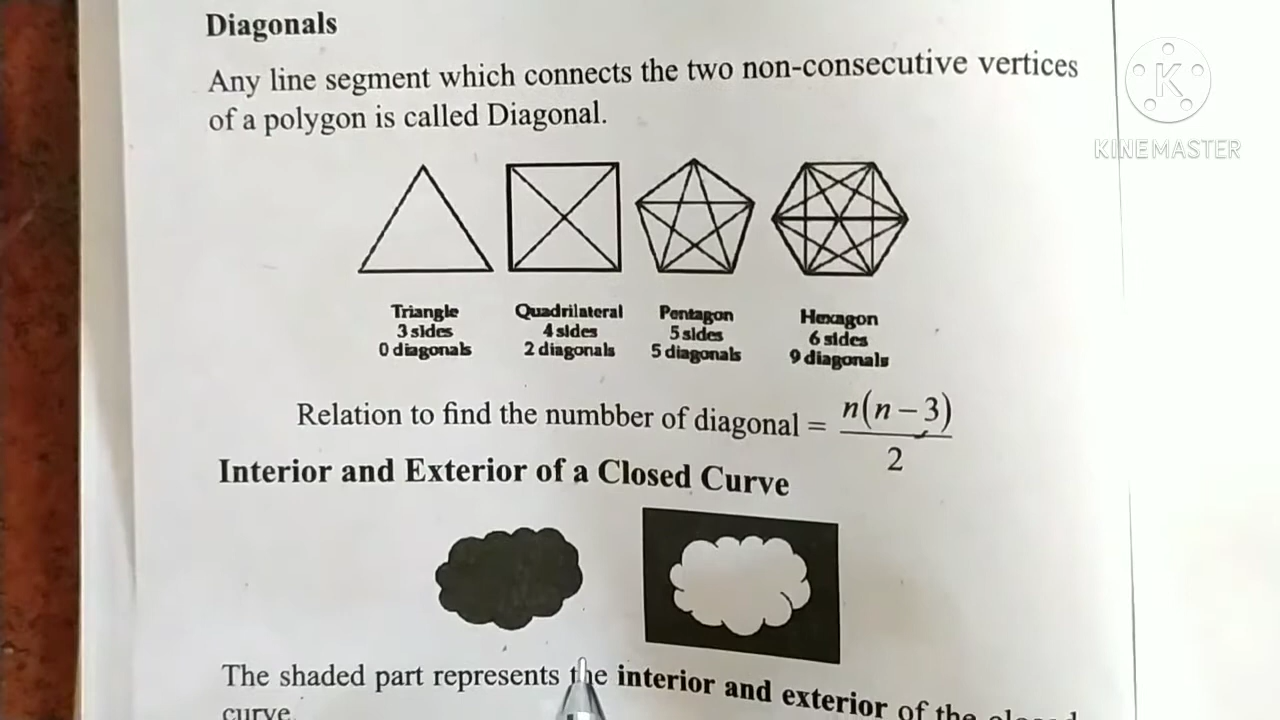 Diagonals
Any line segment which connects the two non-consecutive vertices
of a polygon is called Diagonal.
K
KINEMASTER
Triangle
3 sides
0 diagonals
Quadrilateral
4 sides
2 diagonals
Pentagon
5 sides
5 diagonals
Hexagon
6 sides
9 diagonals
Relation to find the numbber of diagonal = n(n − 3)
2
Interior and Exterior of a Closed Curve
The shaded part represents the interior and exterior of the closed
curve.